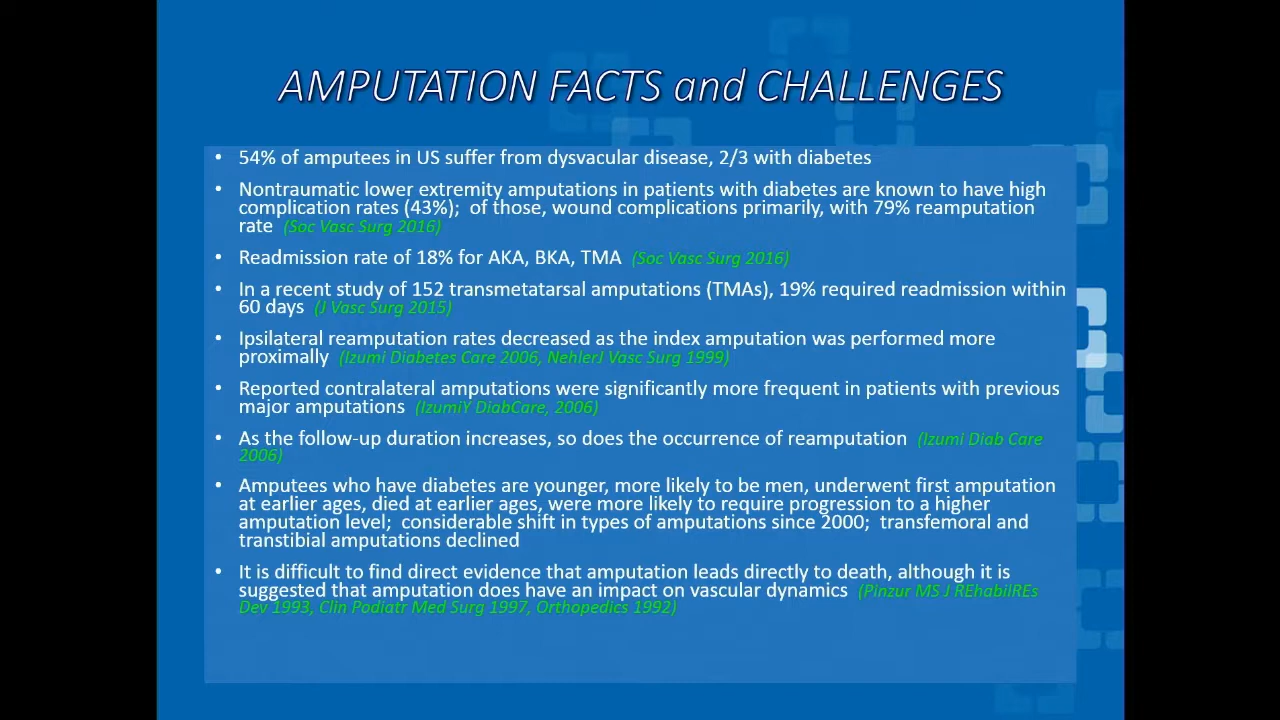 AMPUTATION FACTS and CHALLENGES
• 54% of amputees in US suffer from dysvacular disease, 2/3 with diabetes
• Nontraumatic lower extremity amputations in patients with diabetes are known to have high
complication rates (43%);  of those, wound complications primarily, with 79% reamputation
rate  (Soc Vasc Surg 2016)
• Readmission rate of 18% for AKA, BKA, TMA  (Soc Vasc Surg 2016)
• In a recent study of 152 transmetatarsal amputations (TMAs), 19% required readmission within
60 days  (J Vasc Surg 2015)
• Ipsilateral reamputation rates decreased as the index amputation was performed more
proximally  (Izumi Diabetes Care 2006, NehlerJ Vasc Surg 1999)
• Reported contralateral amputations were significantly more frequent in patients with previous
major amputations  (IzumiY DiabCare, 2006)
• As the follow-up duration increases, so does the occurrence of reamputation  (Izumi Diab Care
2006)
• Amputees who have diabetes are younger, more likely to be men, underwent first amputation
at earlier ages, died at earlier ages, were more likely to require progression to a higher
amputation level;  considerable shift in types of amputations since 2000;  transfemoral and
transtibial amputations declined
• It is difficult to find direct evidence that amputation leads directly to death, although it is
suggested that amputation does have an impact on vascular dynamics  (Pinzur MS J REhabilREs
Dev 1993, Clin Podiatr Med Surg 1997, Orthopedics 1992)